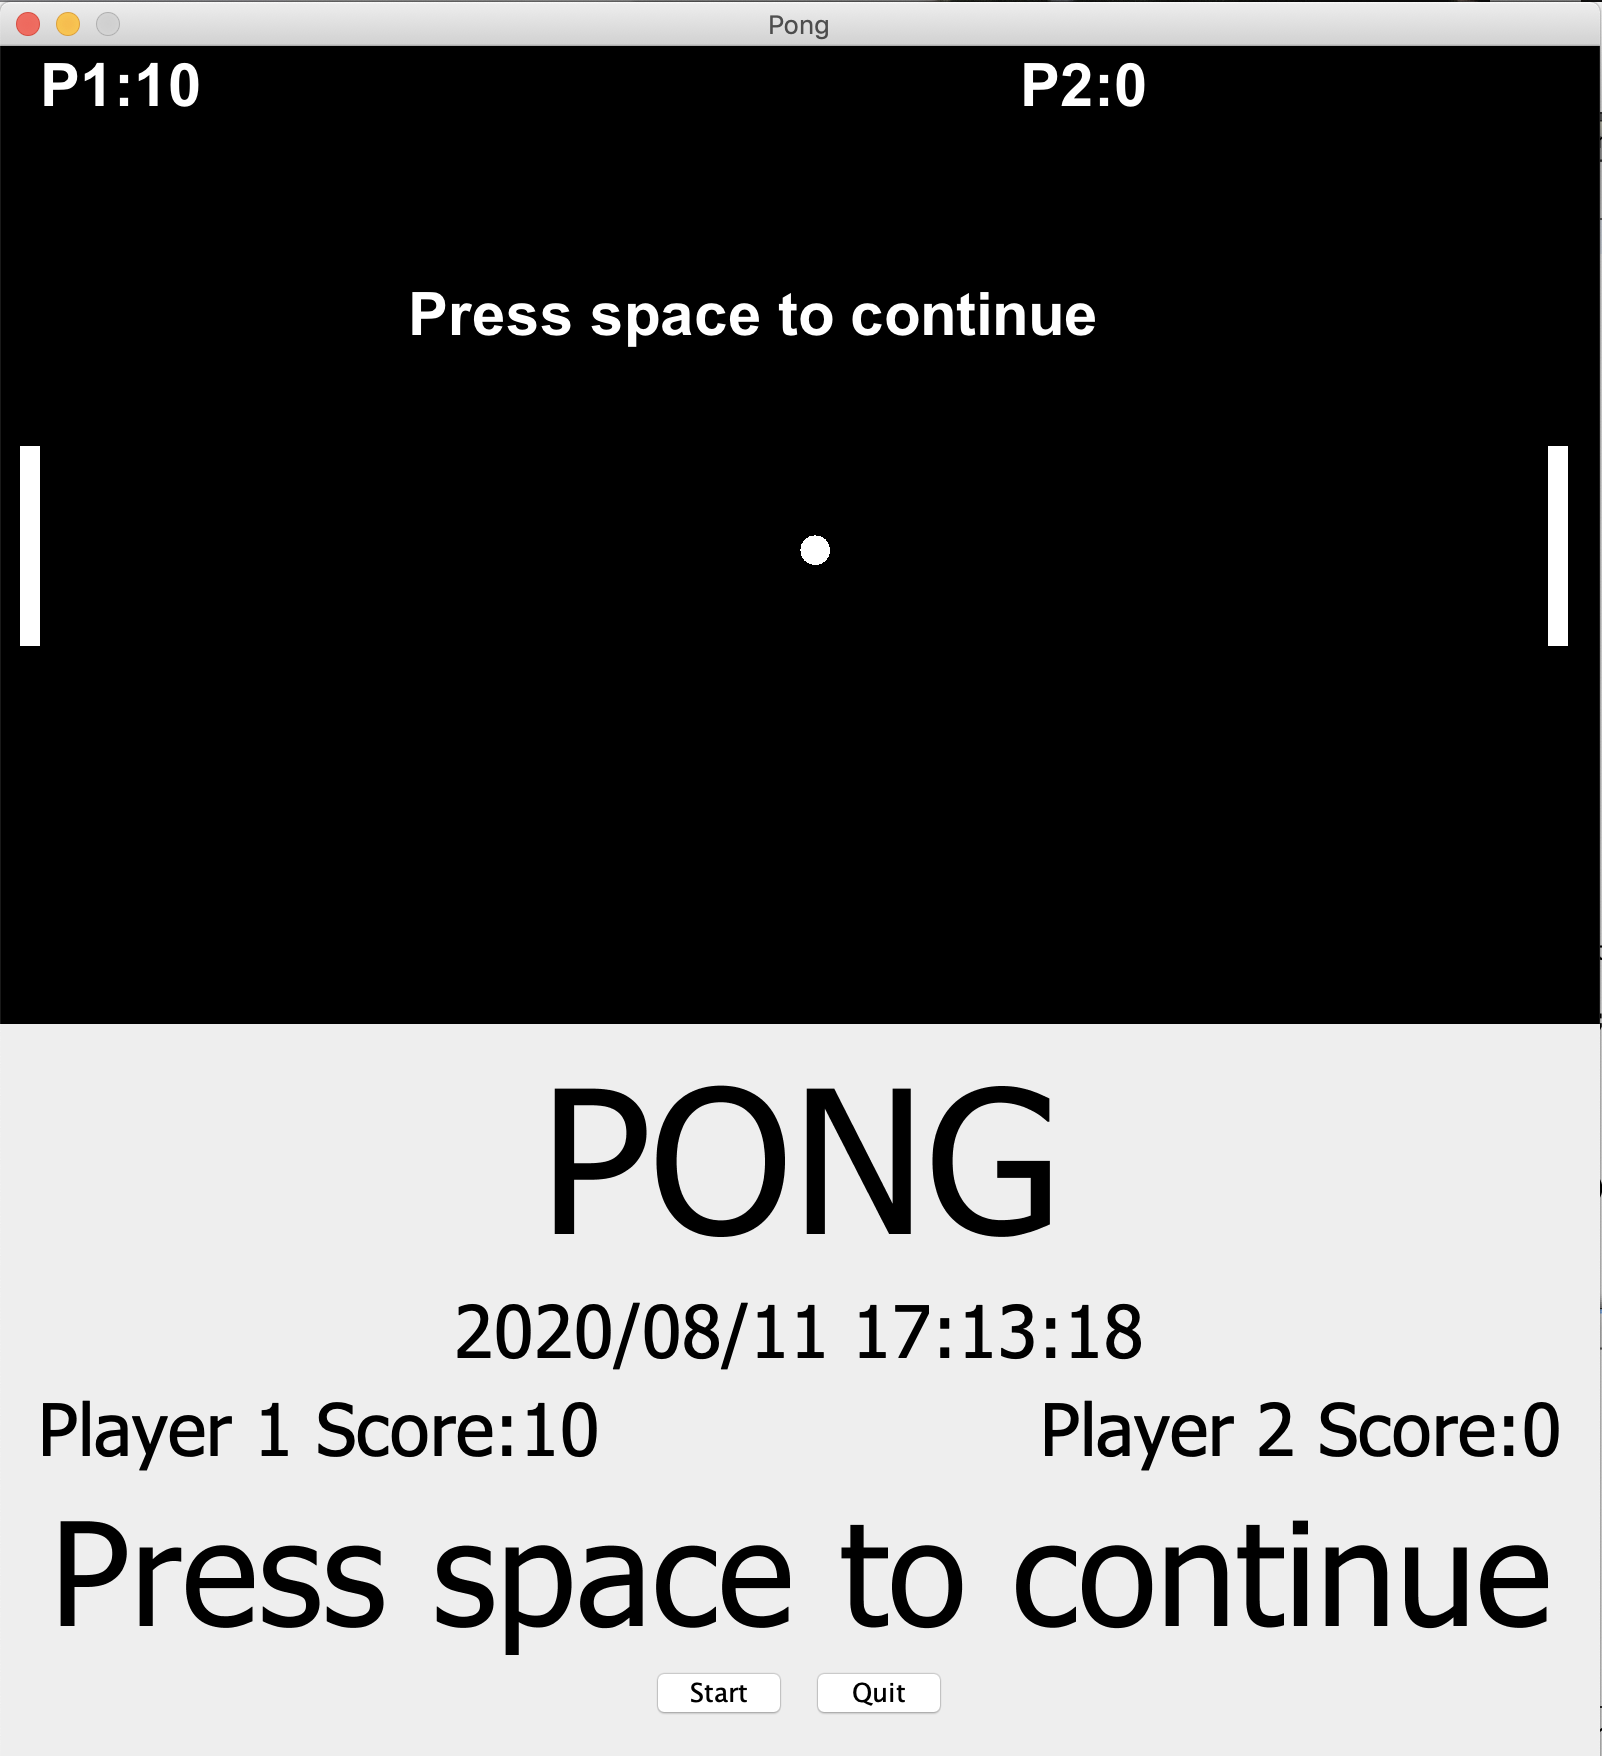 Pong
P1:10 P2:0
Press space to continue
PONG
2020/08/11 17:13:18
Player 1 Score:10 Player 2 Score:0
Press space to continue
Start Quit